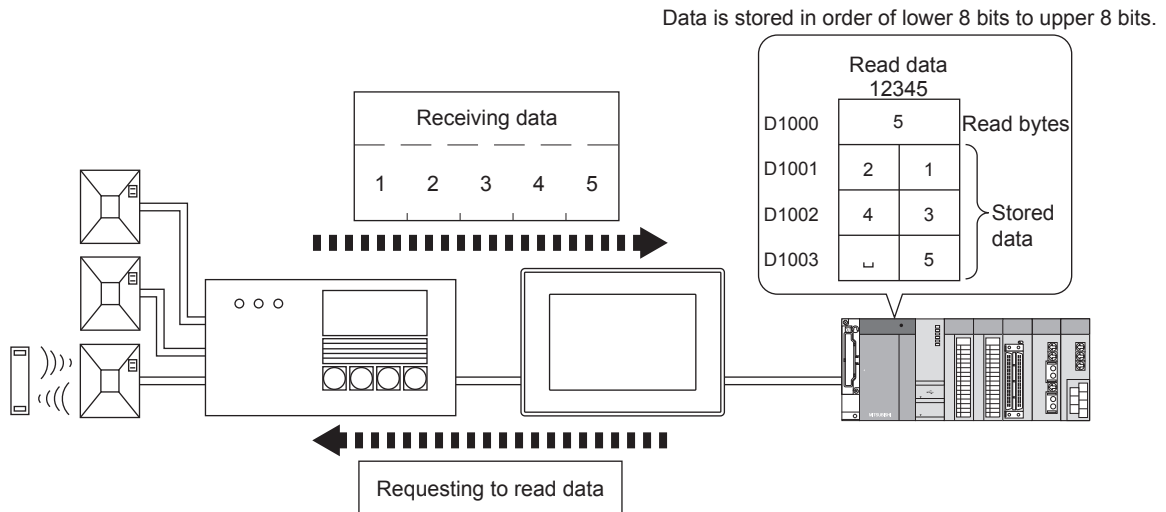 Data is stored in order of lower 8 bits to upper 8 bits.
Read data
12345
D1000 5 Read bytes
D1001 2 1
D1002 4 3
Stored
data
D1003 ␣ 5
Receiving data
1 2 3 4 5
MITSUBISHI
Requesting to read data